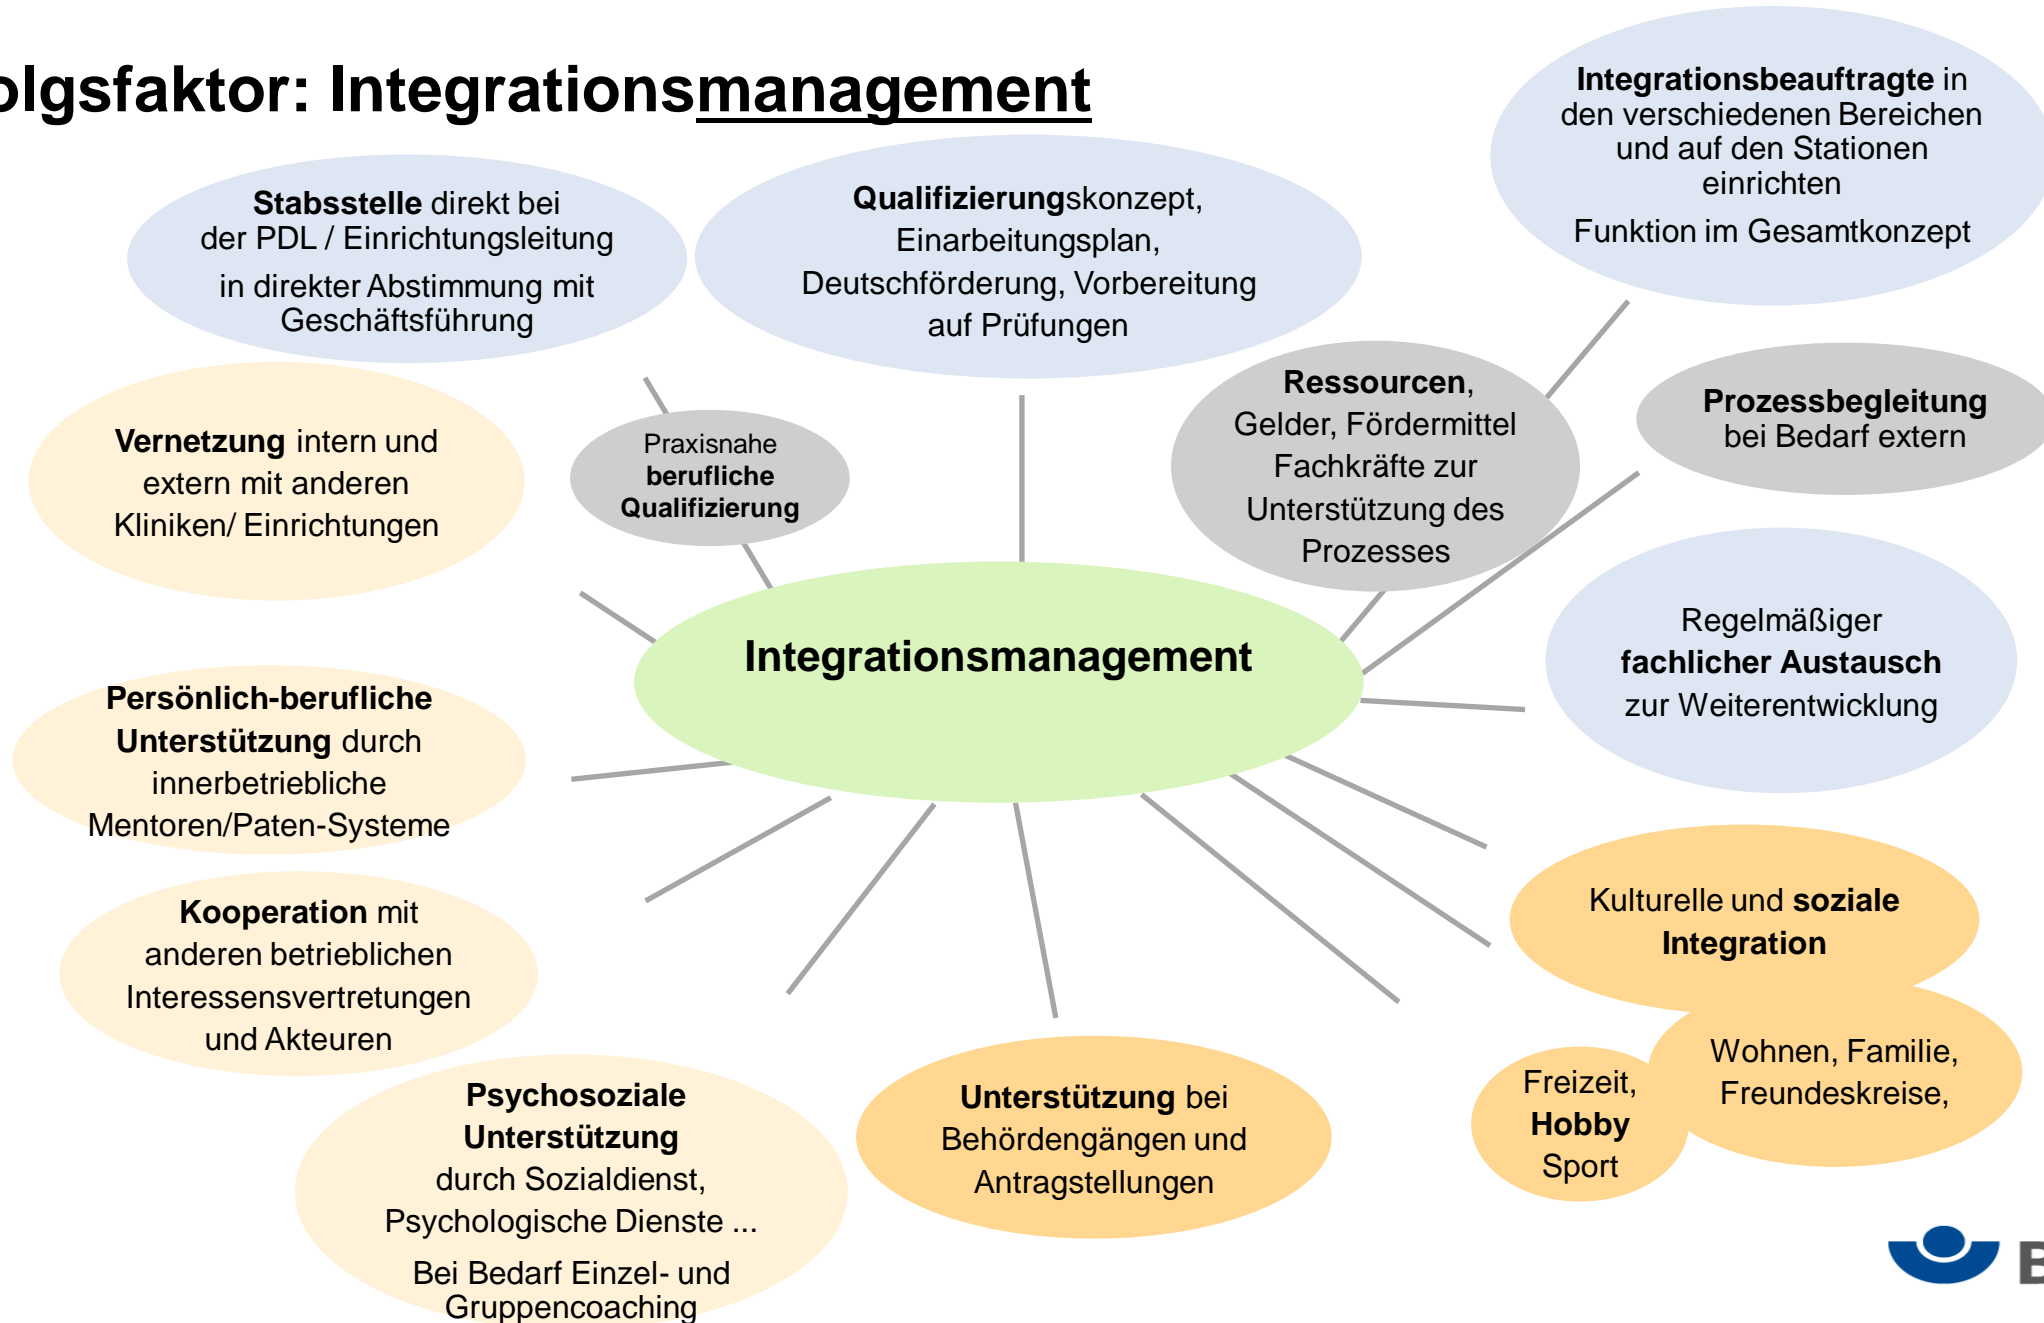 olgsfaktor: Integrationsmanagement
Integrationsbeauftragte in
den verschiedenen Bereichen
und auf den Stationen
einrichten
Funktion im Gesamtkonzept
Stabsstelle direkt bei
der PDL / Einrichtungsleitung
in direkter Abstimmung mit
Geschäftsführung
Qualifizierungskonzept,
Einarbeitungsplan,
Deutschförderung, Vorbereitung
auf Prüfungen
Ressourcen,
Gelder, Fördermittel
Fachkräfte zur
Unterstützung des
Prozesses
Prozessbegleitung
bei Bedarf extern
Vernetzung intern und
extern mit anderen
Kliniken/ Einrichtungen
Praxisnahe
berufliche
Qualifizierung
Integrationsmanagement
Regelmäßiger
fachlicher Austausch
zur Weiterentwicklung
Persönlich-berufliche
Unterstützung durch
innerbetriebliche
Mentoren/Paten-Systeme
Kulturelle und soziale
Integration
Kooperation mit
anderen betrieblichen
Interessensvertretungen
und Akteuren
Wohnen, Familie,
Freundeskreise,
Freizeit,
Hobby
Sport
Psychosoziale
Unterstützung
durch Sozialdienst,
Psychologische Dienste ...
Bei Bedarf Einzel- und
Gruppencoaching
Unterstützung bei
Behördengängen und
Antragstellungen
B